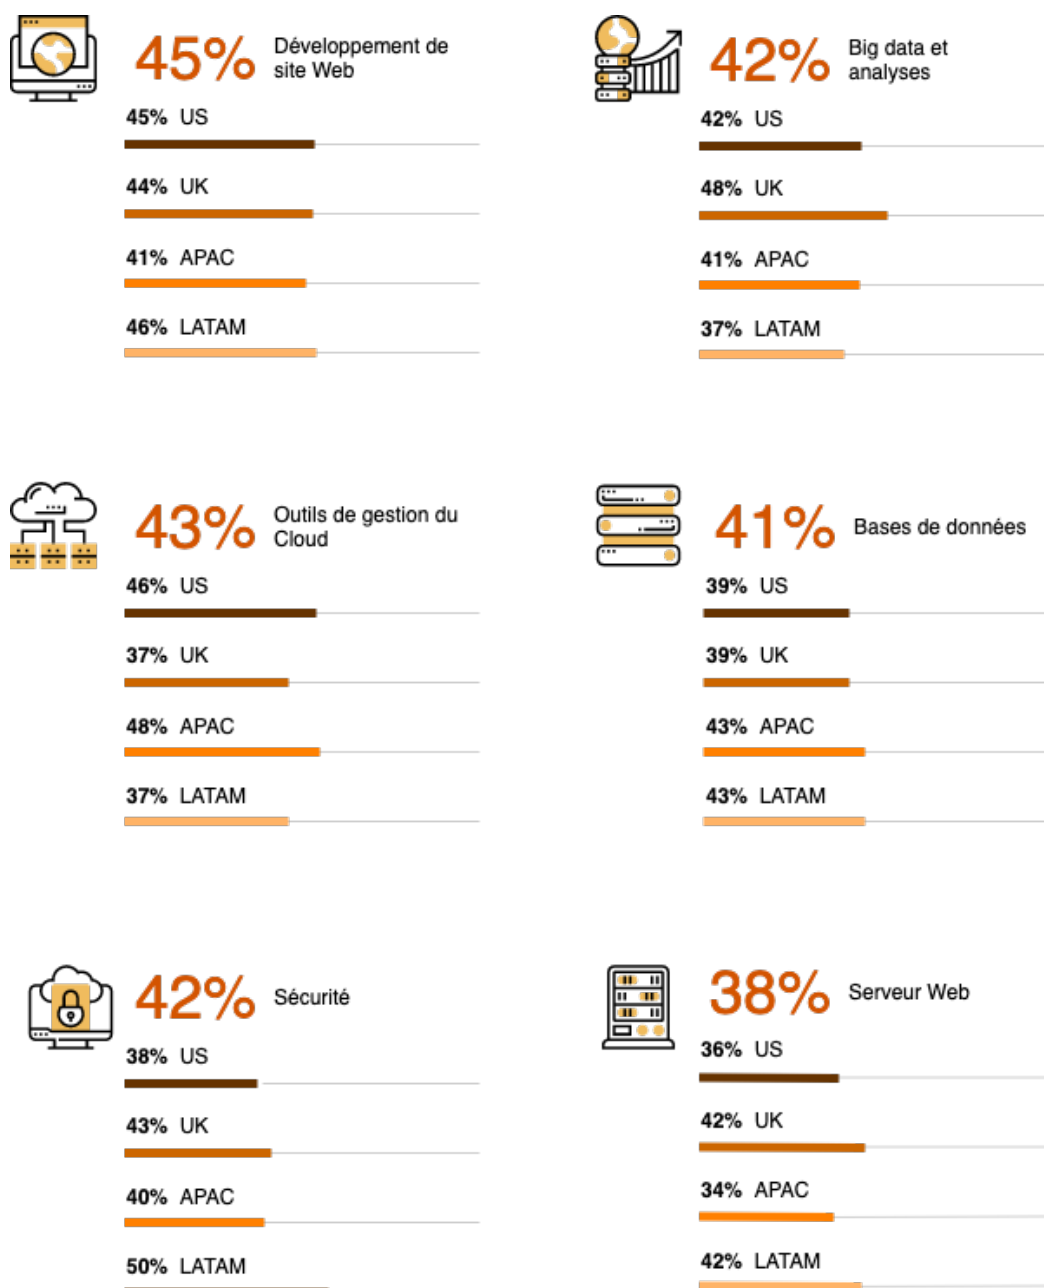 45%
Développement de
site Web
45% US
44% UK
41% APAC
46% LATAM
42%
Big data et
analyses
42% US
48% UK
41% APAC
37% LATAM
43%
Outils de gestion du
Cloud
46% US
37% UK
48% APAC
37% LATAM
41%
Bases de données
39% US
39% UK
43% APAC
43% LATAM
42%
Sécurité
38% US
43% UK
40% APAC
50% LATAM
38%
Serveur Web
36% US
42% UK
34% APAC
42% LATAM